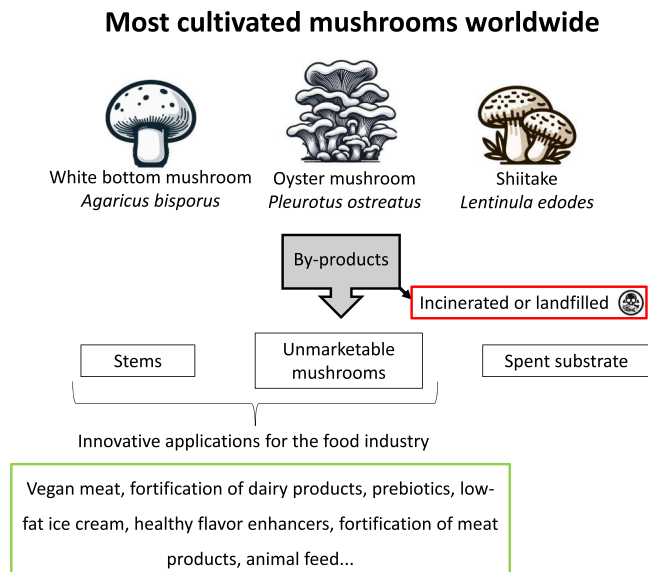 Most cultivated mushrooms worldwide
White bottom mushroom
Agaricus bisporus
Oyster mushroom
Pleurotus ostreatus
Shiitake
Lentinula edodes
By-products
Incinerated or landfilled
Stems
Unmarketable
mushrooms
Spent substrate
Innovative applications for the food industry
Vegan meat, fortification of dairy products, prebiotics, low-
fat ice cream, healthy flavor enhancers, fortification of meat
products, animal feed...